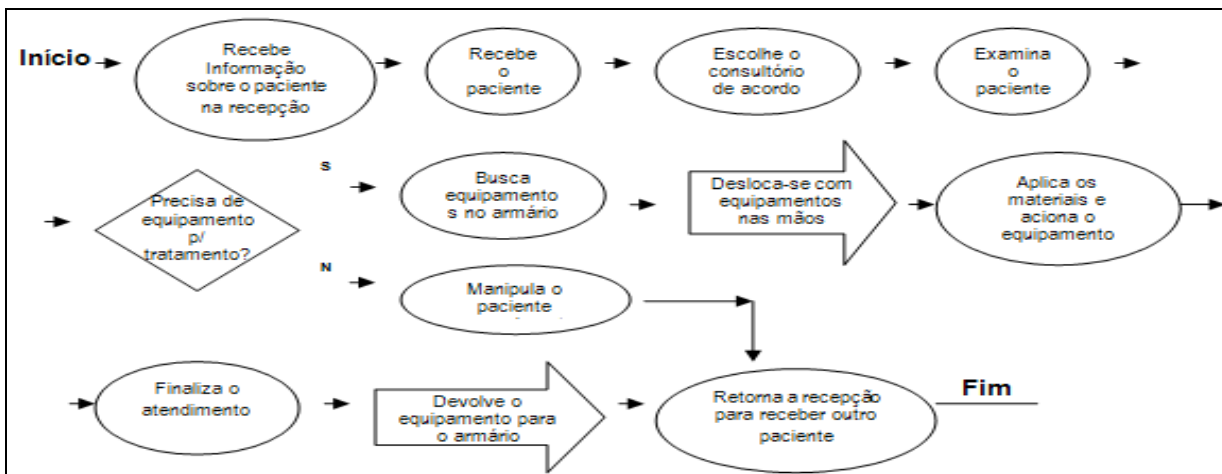 Início
Recebe
Informação
sobre o paciente
na recepção
Recebe
o
paciente
Escolhe o
consultório
de acordo
Examina
o
paciente
Precisa de
equipamento
p/
tratamento?
S
Busca
equipamento
s no armário
Desloca-se com
equipamentos
nas mãos
Aplica os
materiais e
aciona o
equipamento
N
Manipula o
paciente
Finaliza o
atendimento
Devolve o
equipamento para
o armário
Retorna a recepção
para receber outro
paciente
Fim